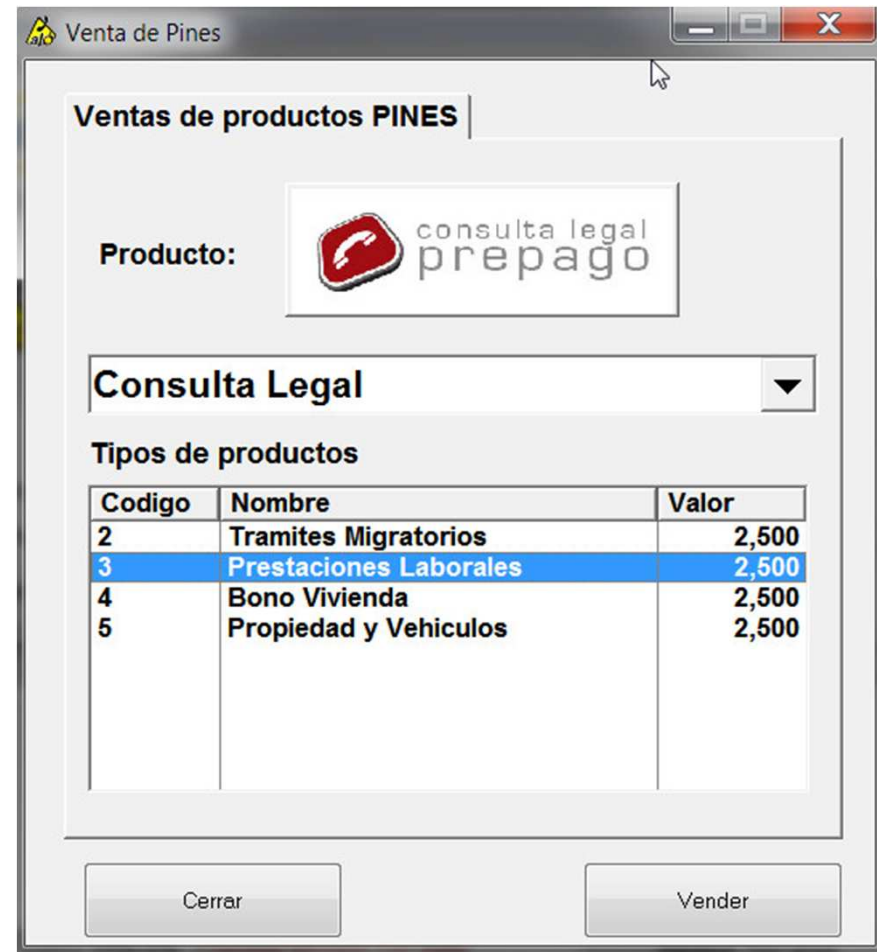 Venta de Pines
Ventas de productos PINES
Producto:
consulta legal
prepago
Consulta Legal
Tipos de productos
Codigo Nombre Valor
2 Tramites Migratorios 2,500
3 Prestaciones Laborales 2,500
4 Bono Vivienda 2,500
5 Propiedad y Vehiculos 2,500
Cerrar Vender